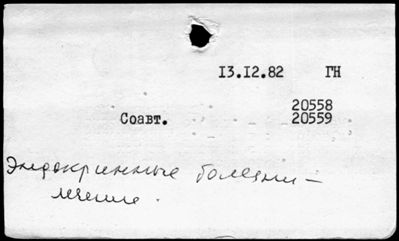 13.12.82 ГН
20558
Соавт. 20559
Эндокринные болезни —
лечение.